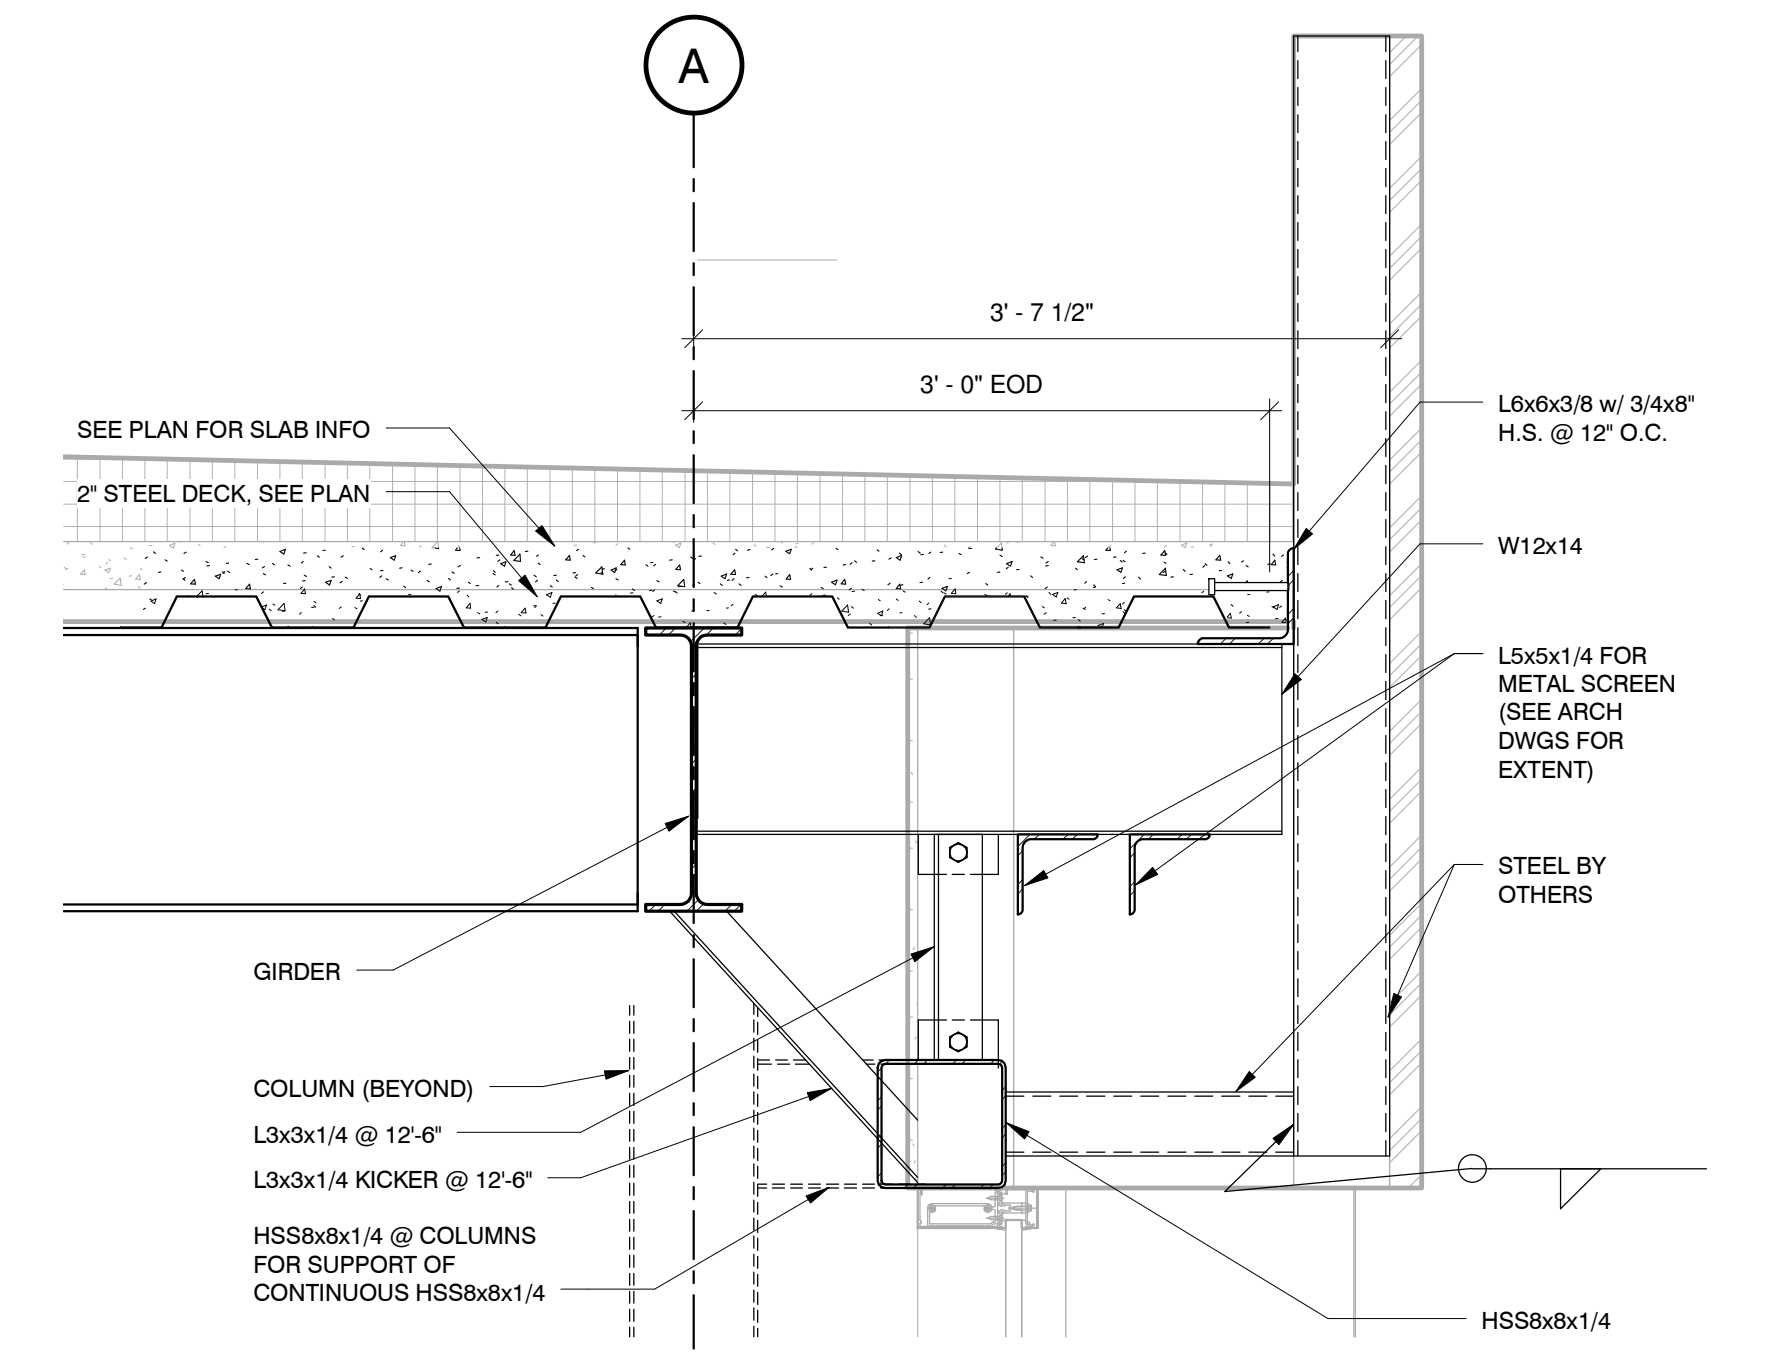 A
3' - 7 1/2"
3' - 0" EOD
SEE PLAN FOR SLAB INFO
2" STEEL DECK, SEE PLAN
L6x6x3/8 w/ 3/4x8"
H.S. @ 12" O.C.
W12x14
L5x5x1/4 FOR
METAL SCREEN
(SEE ARCH
DWGS FOR
EXTENT)
STEEL BY
OTHERS
GIRDER
COLUMN (BEYOND)
L3x3x1/4 @ 12'-6"
L3x3x1/4 KICKER @ 12'-6"
HSS8x8x1/4 @ COLUMNS
FOR SUPPORT OF
CONTINUOUS HSS8x8x1/4
HSS8x8x1/4